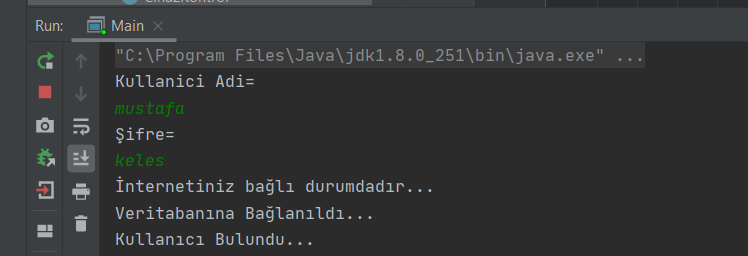 Run: Main
"C:\Program Files\Java\jdk1.8.0_251\bin\java.exe" ...
Kullanici Adi=
mustafa
Şifre=
keles
İnternetiniz bağlı durumdadır...
Veritabanına Bağlanıldı...
Kullanıcı Bulundu...